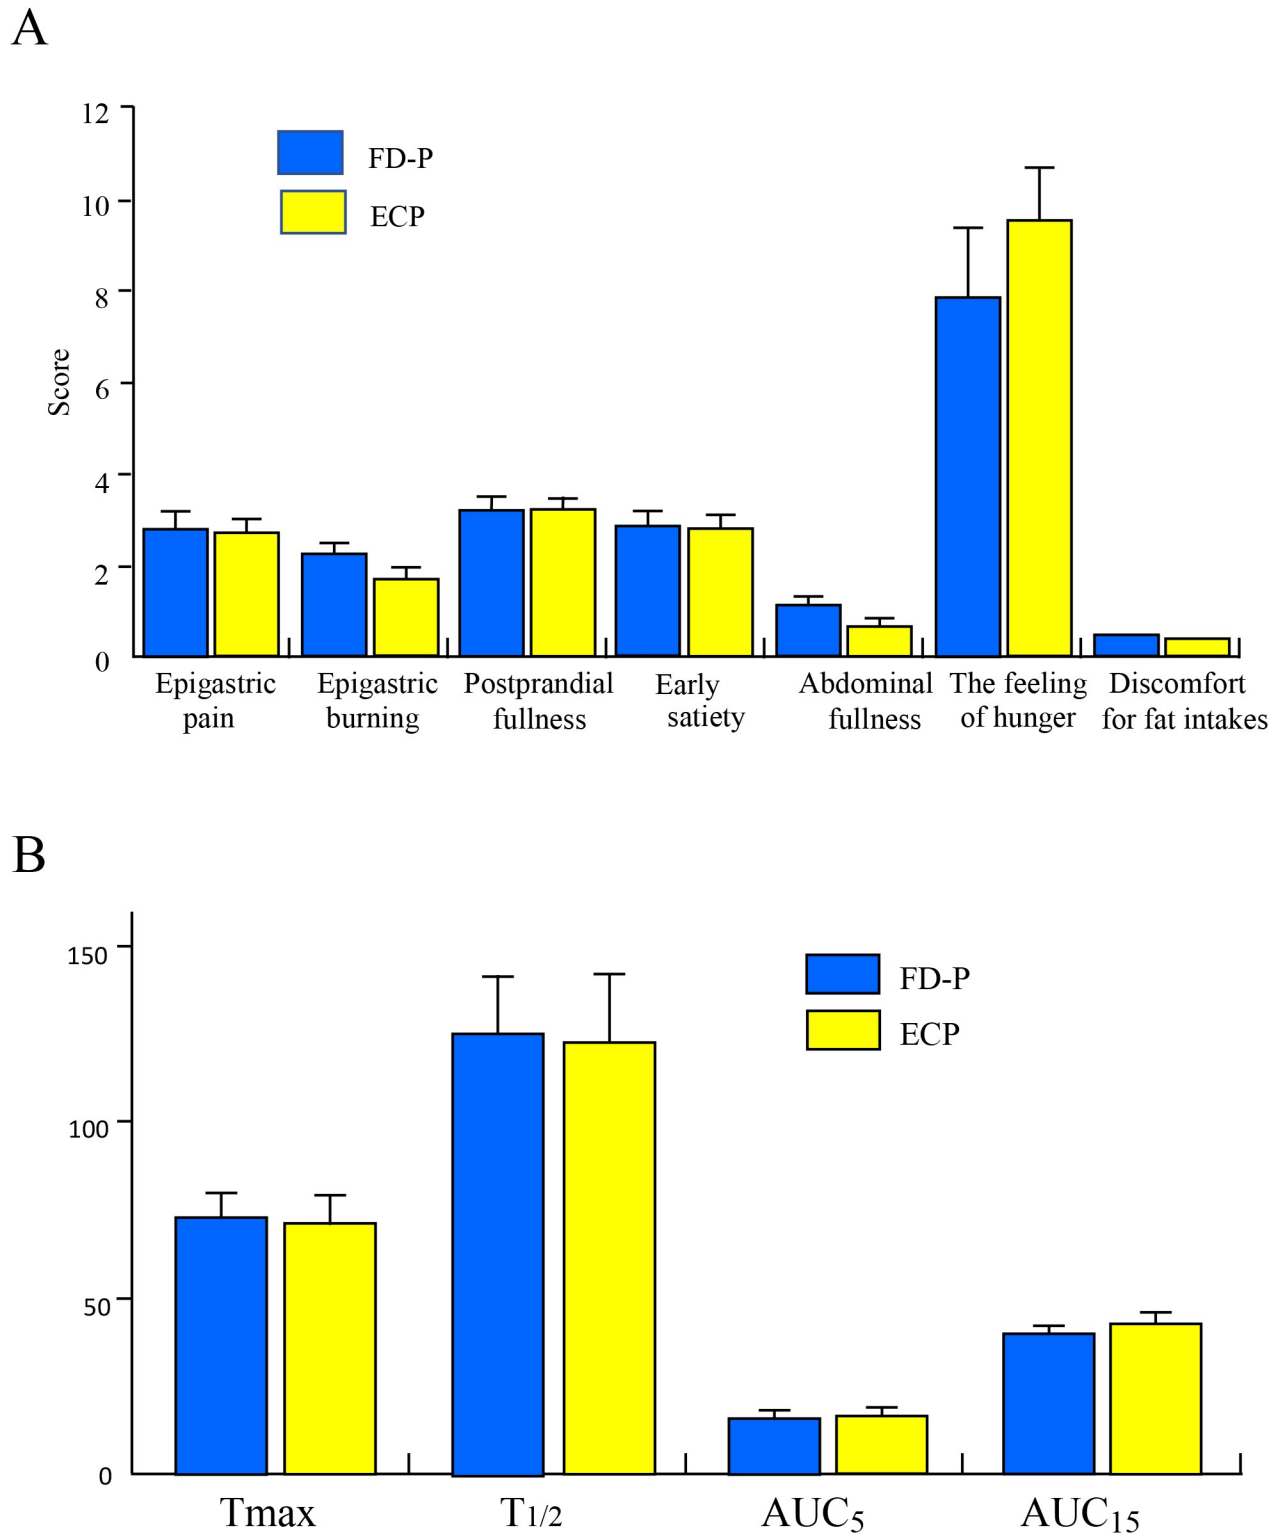 A
12
10
8
6
4
2
0
Score
FD-P
ECP
Epigastric pain
Epigastric burning
Postprandial fullness
Early satiety
Abdominal fullness
The feeling of hunger
Discomfort for fat intakes
B
150
100
50
0
FD-P
ECP
Tmax
T1/2
AUC5
AUC15